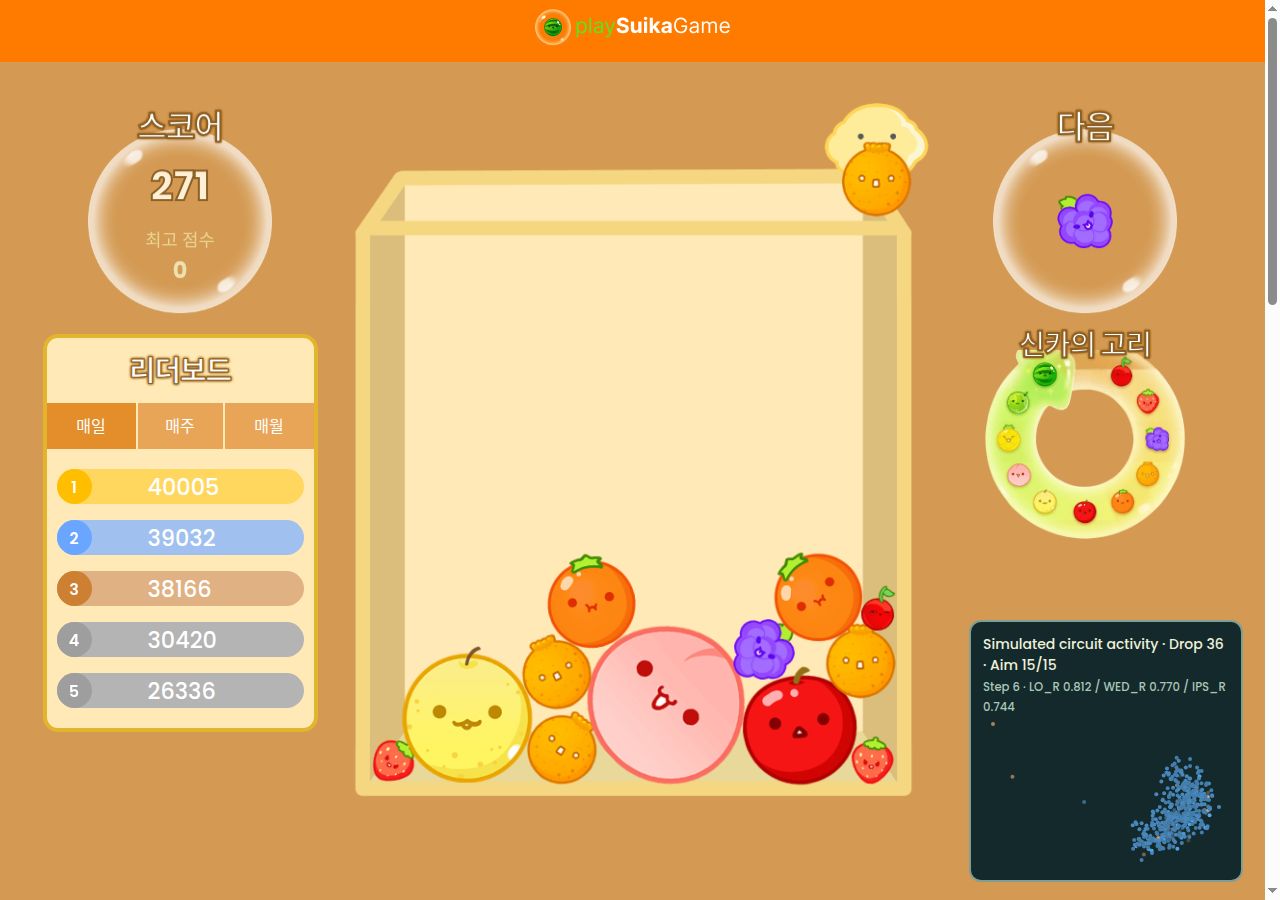 playSuikaGame
스코어
271
최고 점수
0
다음
리더보드
매일
매주
매월
1 40005
2 39032
3 38166
4 30420
5 26336
신카의 고리
Simulated circuit activity · Drop 36
· Aim 15/15
Step 6 · LO_R 0.812 / WED_R 0.770 / IPS_R
0.744